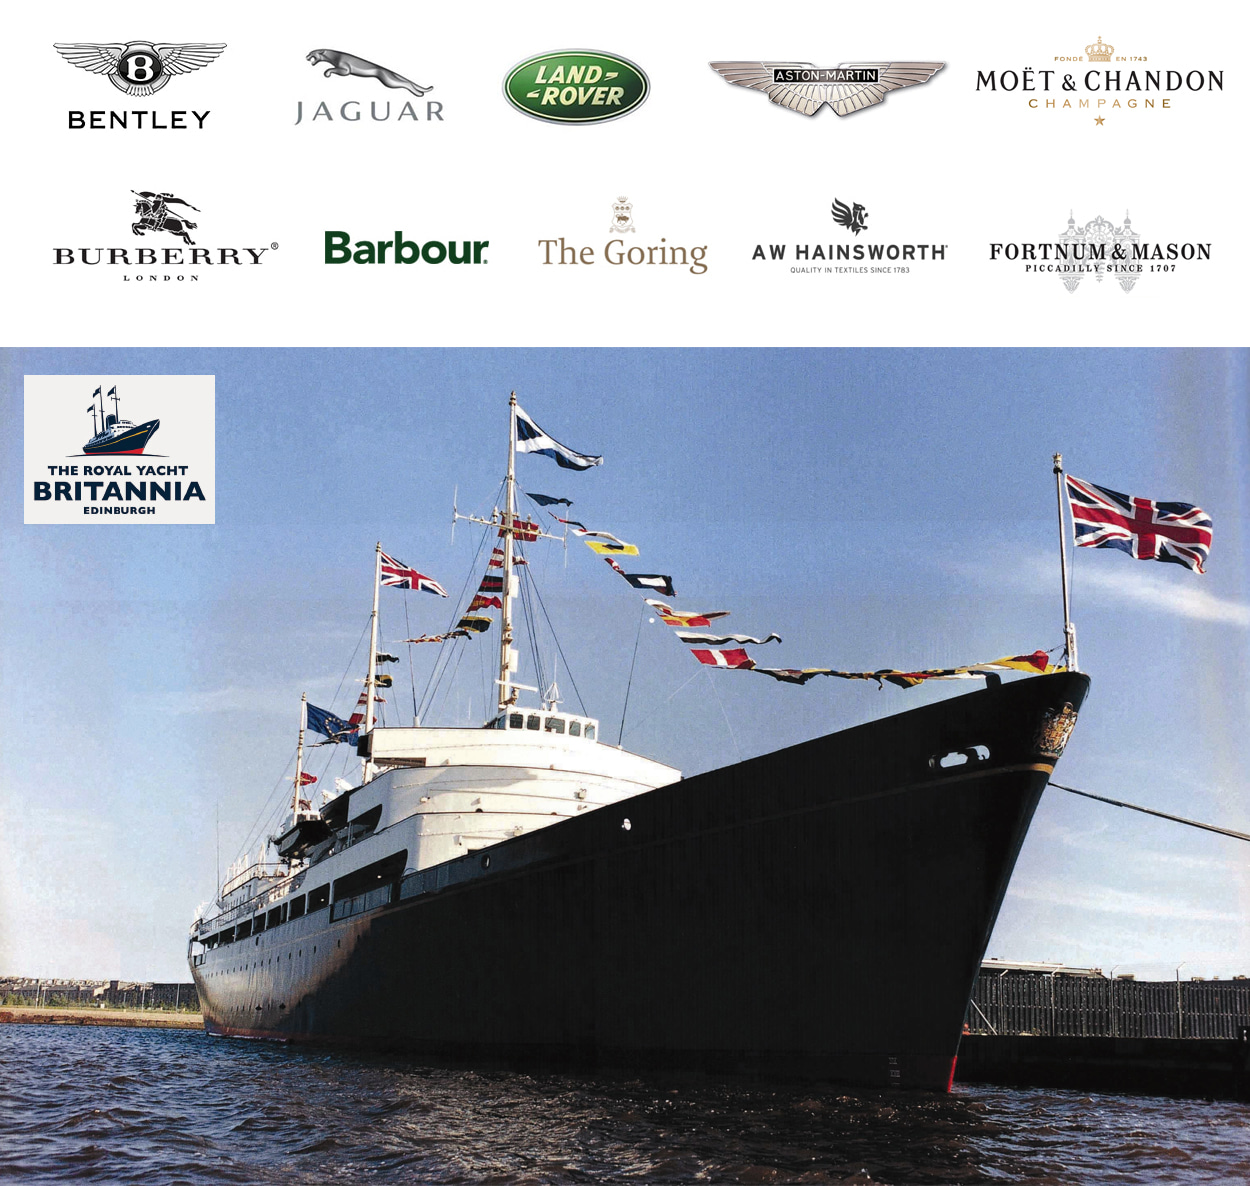 B
BENTLEY
JAGUAR
LAND-
-ROVER
ASTON-MARTIN
FONDÉ EN 1743
MOËT & CHANDON
CHAMPAGNE
BURBERRY®
LONDON
Barbour®
The Goring
AW HAINSWORTH®
QUALITY IN TEXTILES SINCE 1783
FORTNUM & MASON
PICCADILLY SINCE 1707
THE ROYAL YACHT
BRITANNIA
EDINBURGH